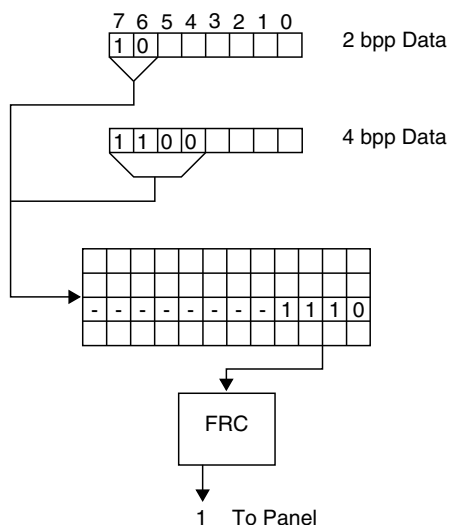 7 6 5 4 3 2 1 0
1 0 2 bpp Data
1 1 0 0 4 bpp Data
- - - - - - - - 1 1 1 0
FRC
1 To Panel